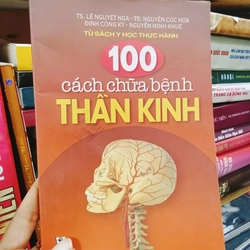 TS. LÊ NGUYỆT NGA - TS. NGUYỄN CÚC HOA
ĐINH CÔNG KỲ - NGUYỄN MINH KHUÊ
TỦ SÁCH Y HỌC THỰC HÀNH
100
cách chữa bệnh
THẦN KINH